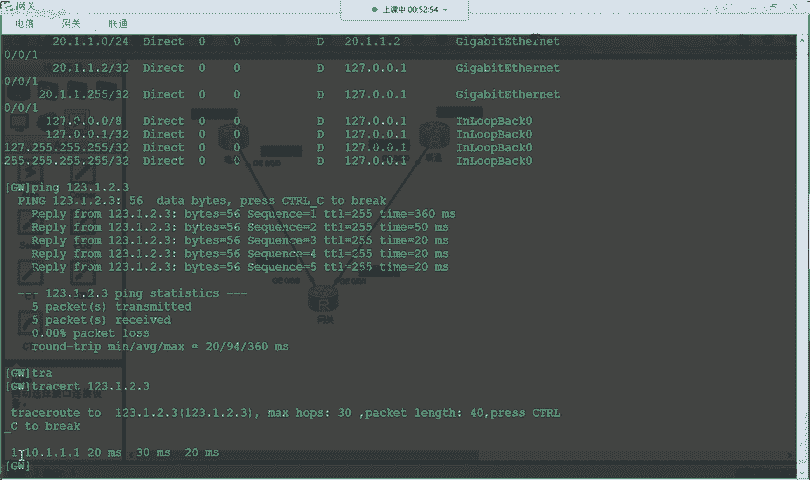 网关
上课中 00:52:54
电信 网关 联通
20.1.1.0/24 Direct 0 0 D 20.1.1.2 GigabitEthernet
0/0/1
20.1.1.2/32 Direct 0 0 D 127.0.0.1 GigabitEthernet
0/0/1
20.1.1.255/32 Direct 0 0 D 127.0.0.1 GigabitEthernet
0/0/1
127.0.0.0/8 Direct 0 0 D 127.0.0.1 InLoopBack0
127.0.0.1/32 Direct 0 0 D 127.0.0.1 InLoopBack0
127.255.255.255/32 Direct 0 0 D 127.0.0.1 InLoopBack0
255.255.255.255/32 Direct 0 0 D 127.0.0.1 InLoopBack0
[GW]ping 123.1.2.3
PING 123.1.2.3: 56 data bytes, press CTRL_C to break
Reply from 123.1.2.3: bytes=56 Sequence=1 ttl=255 time=360 ms
Reply from 123.1.2.3: bytes=56 Sequence=2 ttl=255 time=50 ms
Reply from 123.1.2.3: bytes=56 Sequence=3 ttl=255 time=20 ms
Reply from 123.1.2.3: bytes=56 Sequence=4 ttl=255 time=20 ms
Reply from 123.1.2.3: bytes=56 Sequence=5 ttl=255 time=20 ms
--- 123.1.2.3 ping statistics ---
5 packet(s) transmitted
5 packet(s) received
0.00% packet loss
round-trip min/avg/max = 20/94/360 ms
[GW]tra
[GW]tracert 123.1.2.3
traceroute to 123.1.2.3(123.1.2.3), max hops: 30 ,packet length: 40,press CTRL
_C to break
1 10.1.1.1 20 ms 30 ms 20 ms
[GW]